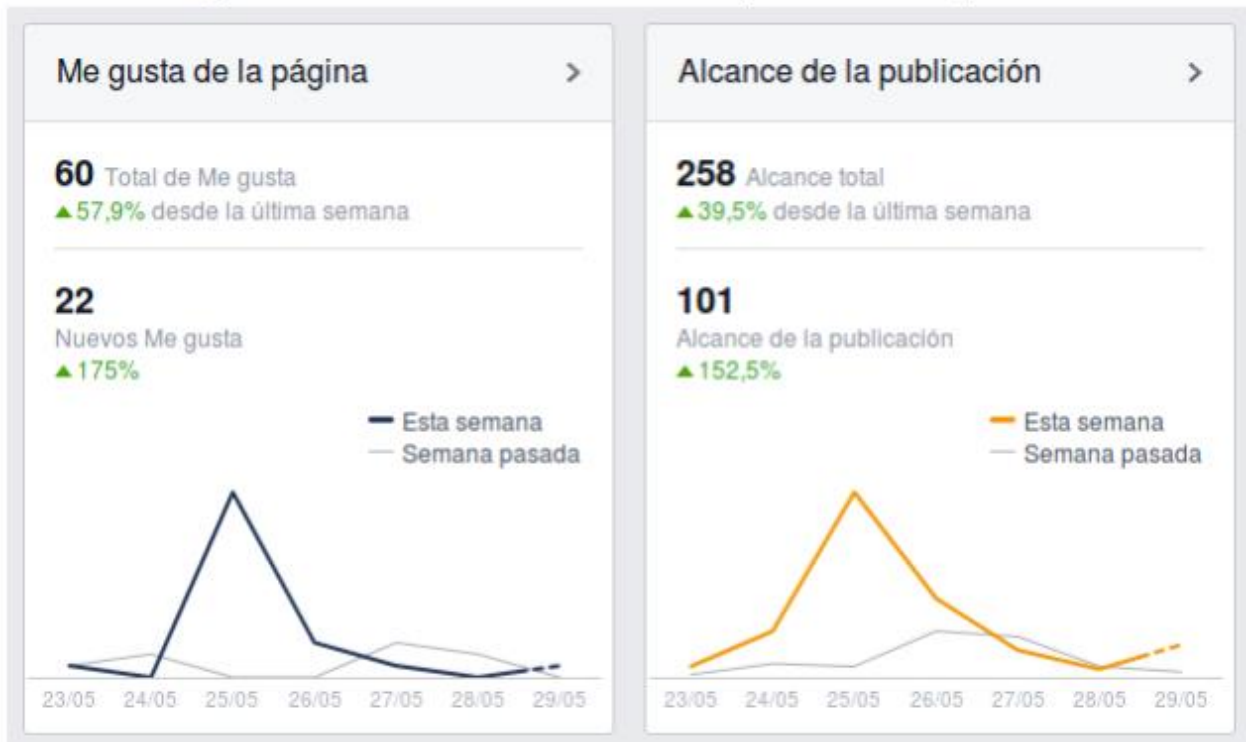 Me gusta de la página
60 Total de Me gusta
57,9% desde la última semana
22
Nuevos Me gusta
175%
Esta semana
Semana pasada
23/05 24/05 25/05 26/05 27/05 28/05 29/05
Alcance de la publicación
258 Alcance total
39,5% desde la última semana
101
Alcance de la publicación
152,5%
Esta semana
Semana pasada
23/05 24/05 25/05 26/05 27/05 28/05 29/05